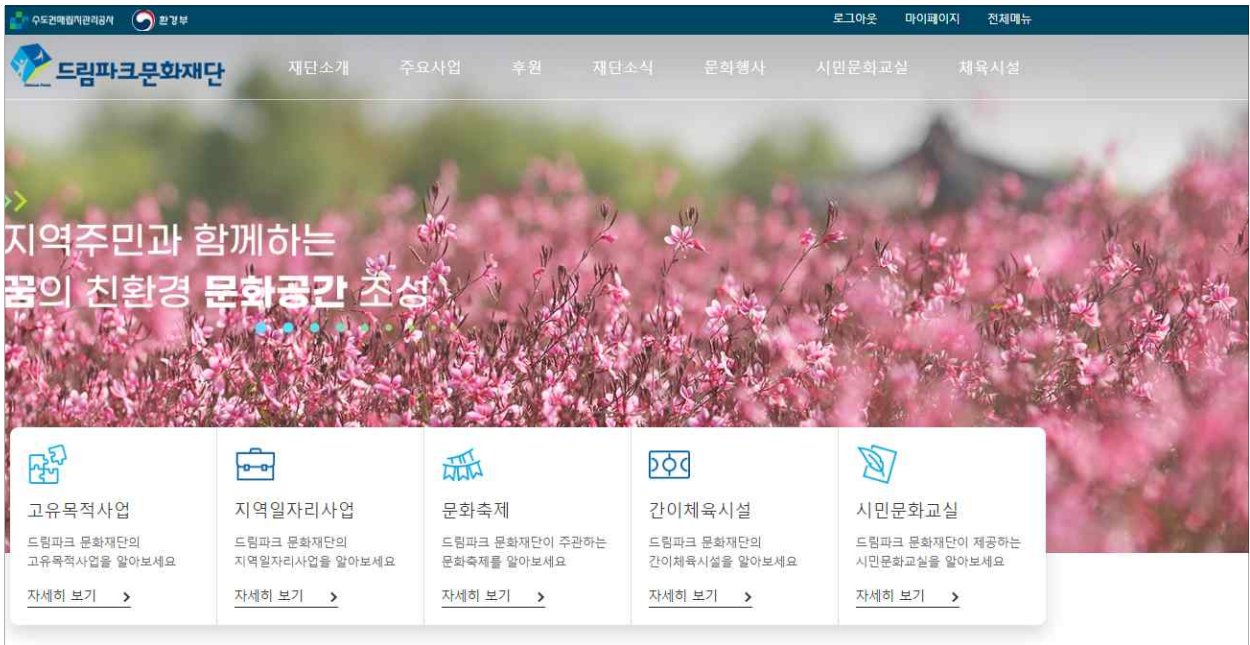 수도권매립지관리공사 환경부 로그아웃 마이페이지 전체메뉴
드림파크문화재단 재단소개 주요사업 후원 재단소식 문화행사 시민문화교실 체육시설
지역주민과 함께하는
꿈의 친환경 문화공간 조성
고유목적사업
드림파크 문화재단의
고유목적사업을 알아보세요
자세히 보기
지역일자리사업
드림파크 문화재단의
지역일자리사업을 알아보세요
자세히 보기
문화축제
드림파크 문화재단이 주관하는
문화축제를 알아보세요
자세히 보기
간이체육시설
드림파크 문화재단의
간이체육시설을 알아보세요
자세히 보기
시민문화교실
드림파크 문화재단이 제공하는
시민문화교실을 알아보세요
자세히 보기